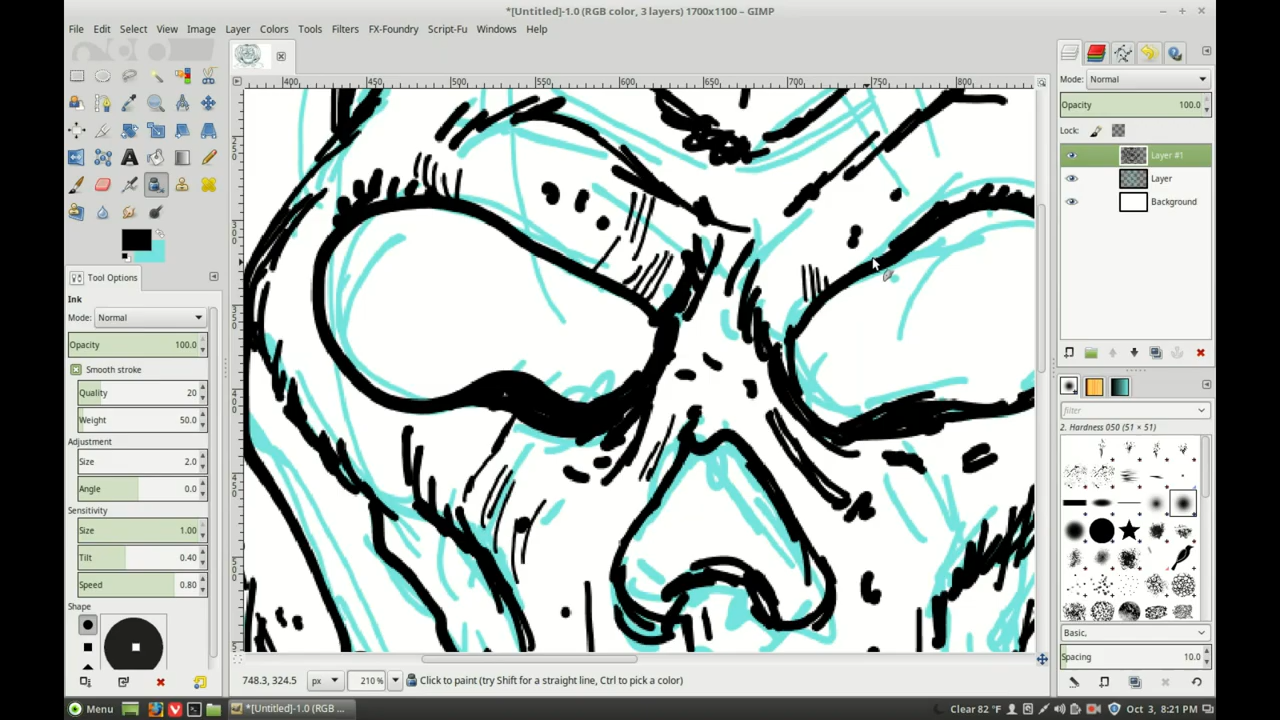 *[Untitled]-1.0 (RGB color, 3 layers) 1700x1100 – GIMP
File Edit Select View Image Layer Colors Tools Filters FX-Foundry Script-Fu Windows Help
400 450 500 550 600 650 700 750 800
Mode: Normal
Opacity 100.0
Lock:
Layer #1
Layer
Background
Tool Options
Ink
Mode: Normal
Opacity 100.0
Smooth stroke
Quality 20
Weight 50.0
Adjustment
Size 2.0
Angle 0.0
Sensitivity
Size 1.00
Tilt 0.40
Speed 0.80
Shape
filter
2. Hardness 050 (51 × 51)
Basic,
Spacing 10.0
748.3, 324.5 px 210% Click to paint (try Shift for a straight line, Ctrl to pick a color)
Menu *[Untitled]-1.0 (RGB ... Clear 82 °F Oct 3, 8:21 PM